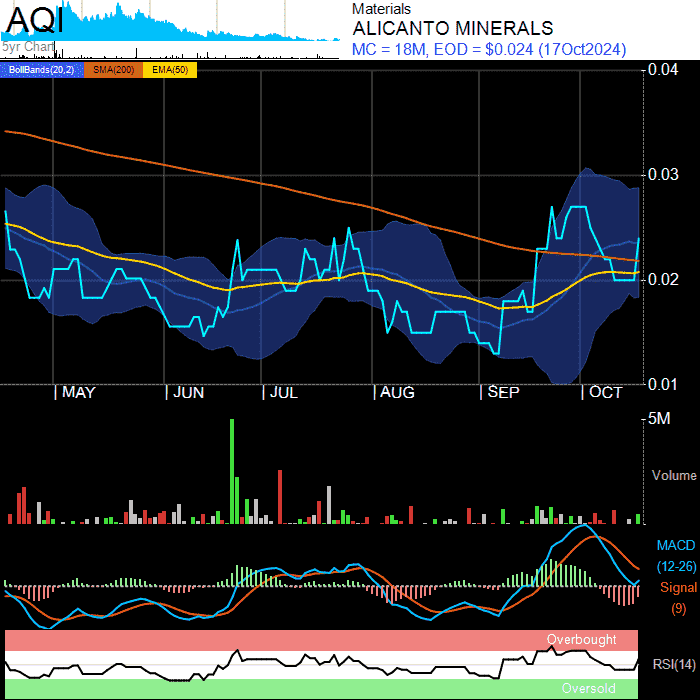 AQI
5yr Chart
Materials
ALICANTO MINERALS
MC = 18M, EOD = $0.024 (17Oct2024)
BollBands(20,2) SMA(200) EMA(50)
0.04
0.03
0.02
0.01
MAY JUN JUL AUG SEP OCT
5M
Volume
MACD
(12-26)
Signal
(9)
Overbought
RSI(14)
Oversold